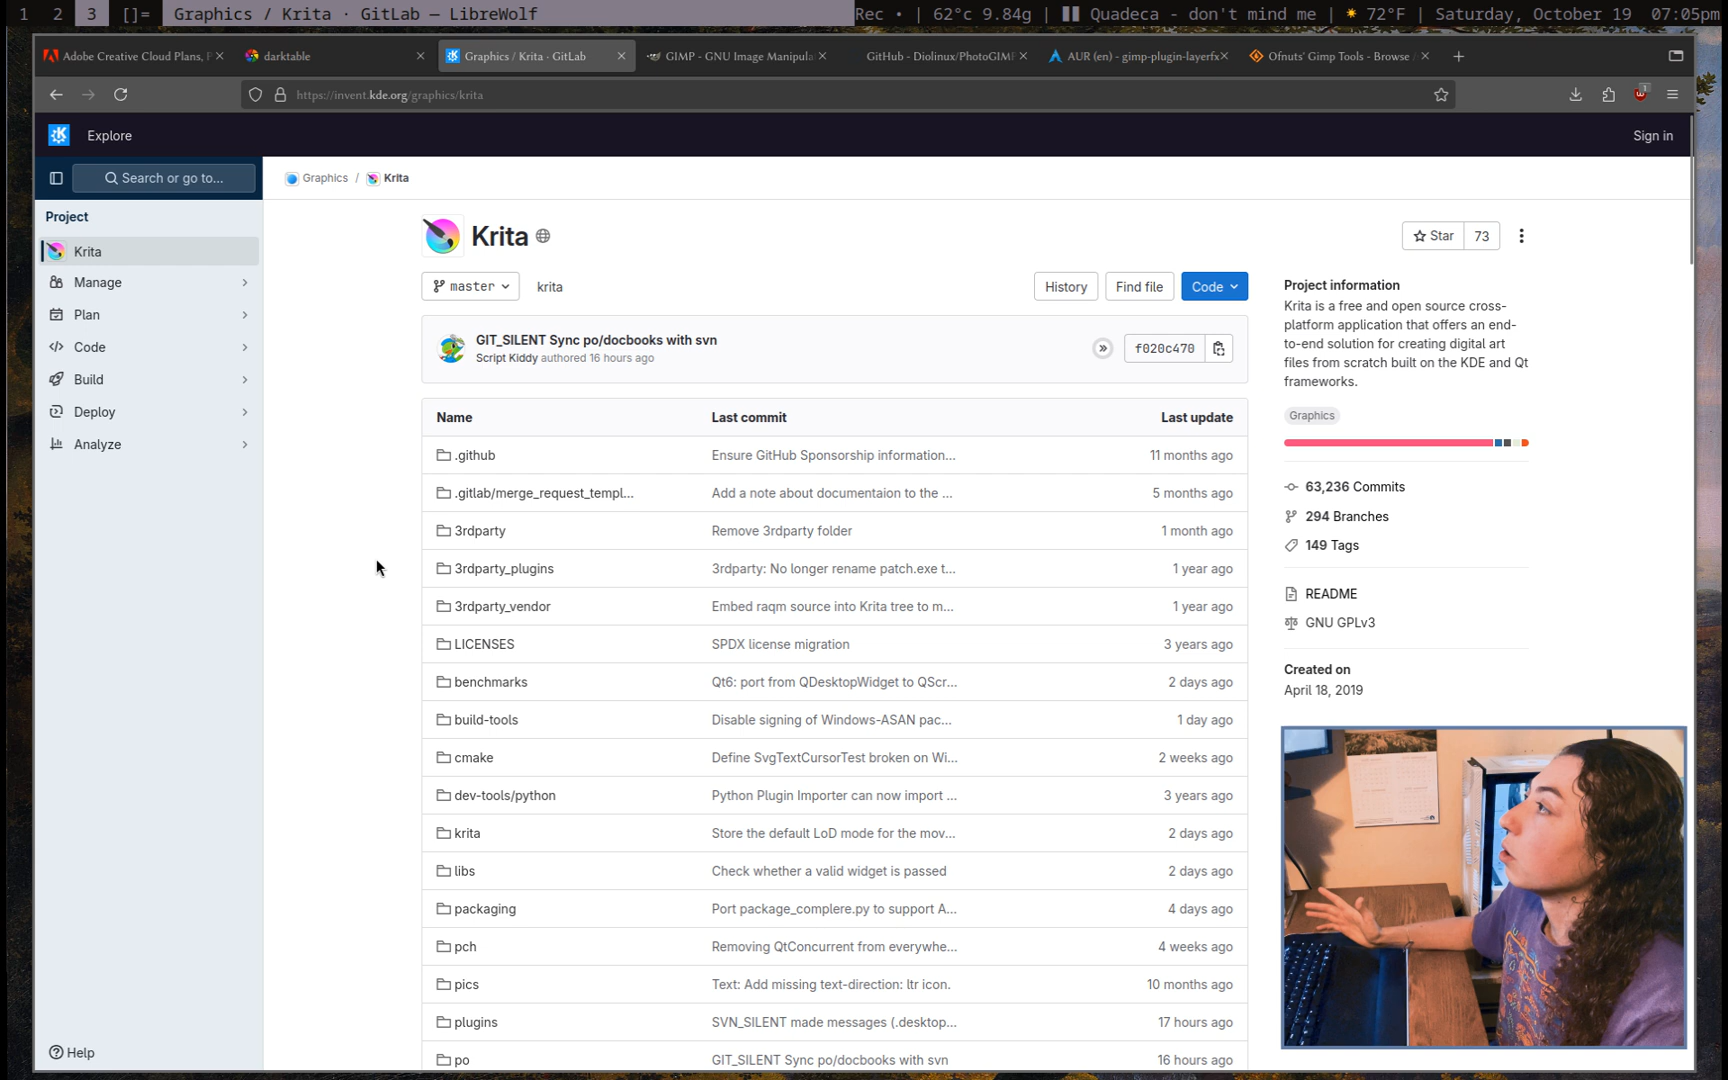 1 2 3 []= Graphics / Krita · GitLab — LibreWolf Rec • | 62°c 9.84g | Quadeca - don't mind me | 72°F | Saturday, October 19 07:05pm
Adobe Creative Cloud Plans, P darktable Graphics / Krita · GitLab GIMP - GNU Image Manipula GitHub - Diolinux/PhotoGIMP AUR (en) - gimp-plugin-layerfx Ofnuts' Gimp Tools - Browse
https://invent.kde.org/graphics/krita
Explore Sign in
Search or go to...
Graphics / Krita
Project
Krita
Manage
Plan
Code
Build
Deploy
Analyze
Help
Krita
Star 73
master krita History Find file Code
GIT_SILENT Sync po/docbooks with svn
Script Kiddy authored 16 hours ago
f020c470
Name Last commit Last update
.github Ensure GitHub Sponsorship information... 11 months ago
.gitlab/merge_request_templ... Add a note about documentaion to the ... 5 months ago
3rdparty Remove 3rdparty folder 1 month ago
3rdparty_plugins 3rdparty: No longer rename patch.exe t... 1 year ago
3rdparty_vendor Embed raqm source into Krita tree to m... 1 year ago
LICENSES SPDX license migration 3 years ago
benchmarks Qt6: port from QDesktopWidget to QScr... 2 days ago
build-tools Disable signing of Windows-ASAN pac... 1 day ago
cmake Define SvgTextCursorTest broken on Wi... 2 weeks ago
dev-tools/python Python Plugin Importer can now import ... 3 years ago
krita Store the default LoD mode for the mov... 2 days ago
libs Check whether a valid widget is passed 2 days ago
packaging Port package_complere.py to support A... 4 days ago
pch Removing QtConcurrent from everywhe... 4 weeks ago
pics Text: Add missing text-direction: ltr icon. 10 months ago
plugins SVN_SILENT made messages (.desktop... 17 hours ago
po GIT_SILENT Sync po/docbooks with svn 16 hours ago
Project information
Krita is a free and open source cross-
platform application that offers an end-
to-end solution for creating digital art
files from scratch built on the KDE and Qt
frameworks.
Graphics
63,236 Commits
294 Branches
149 Tags
README
GNU GPLv3
Created on
April 18, 2019